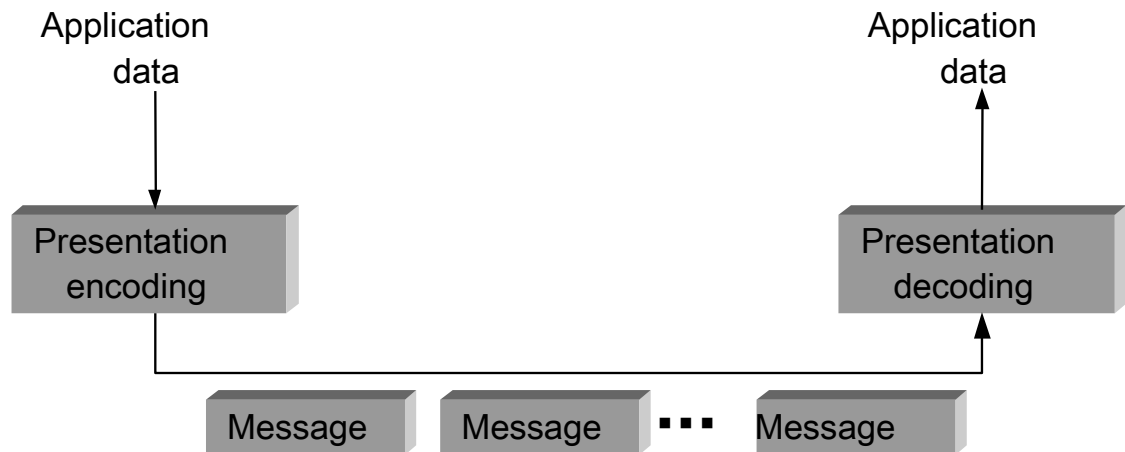 Application
data
Application
data
Presentation
encoding
Presentation
decoding
Message
Message
...
Message